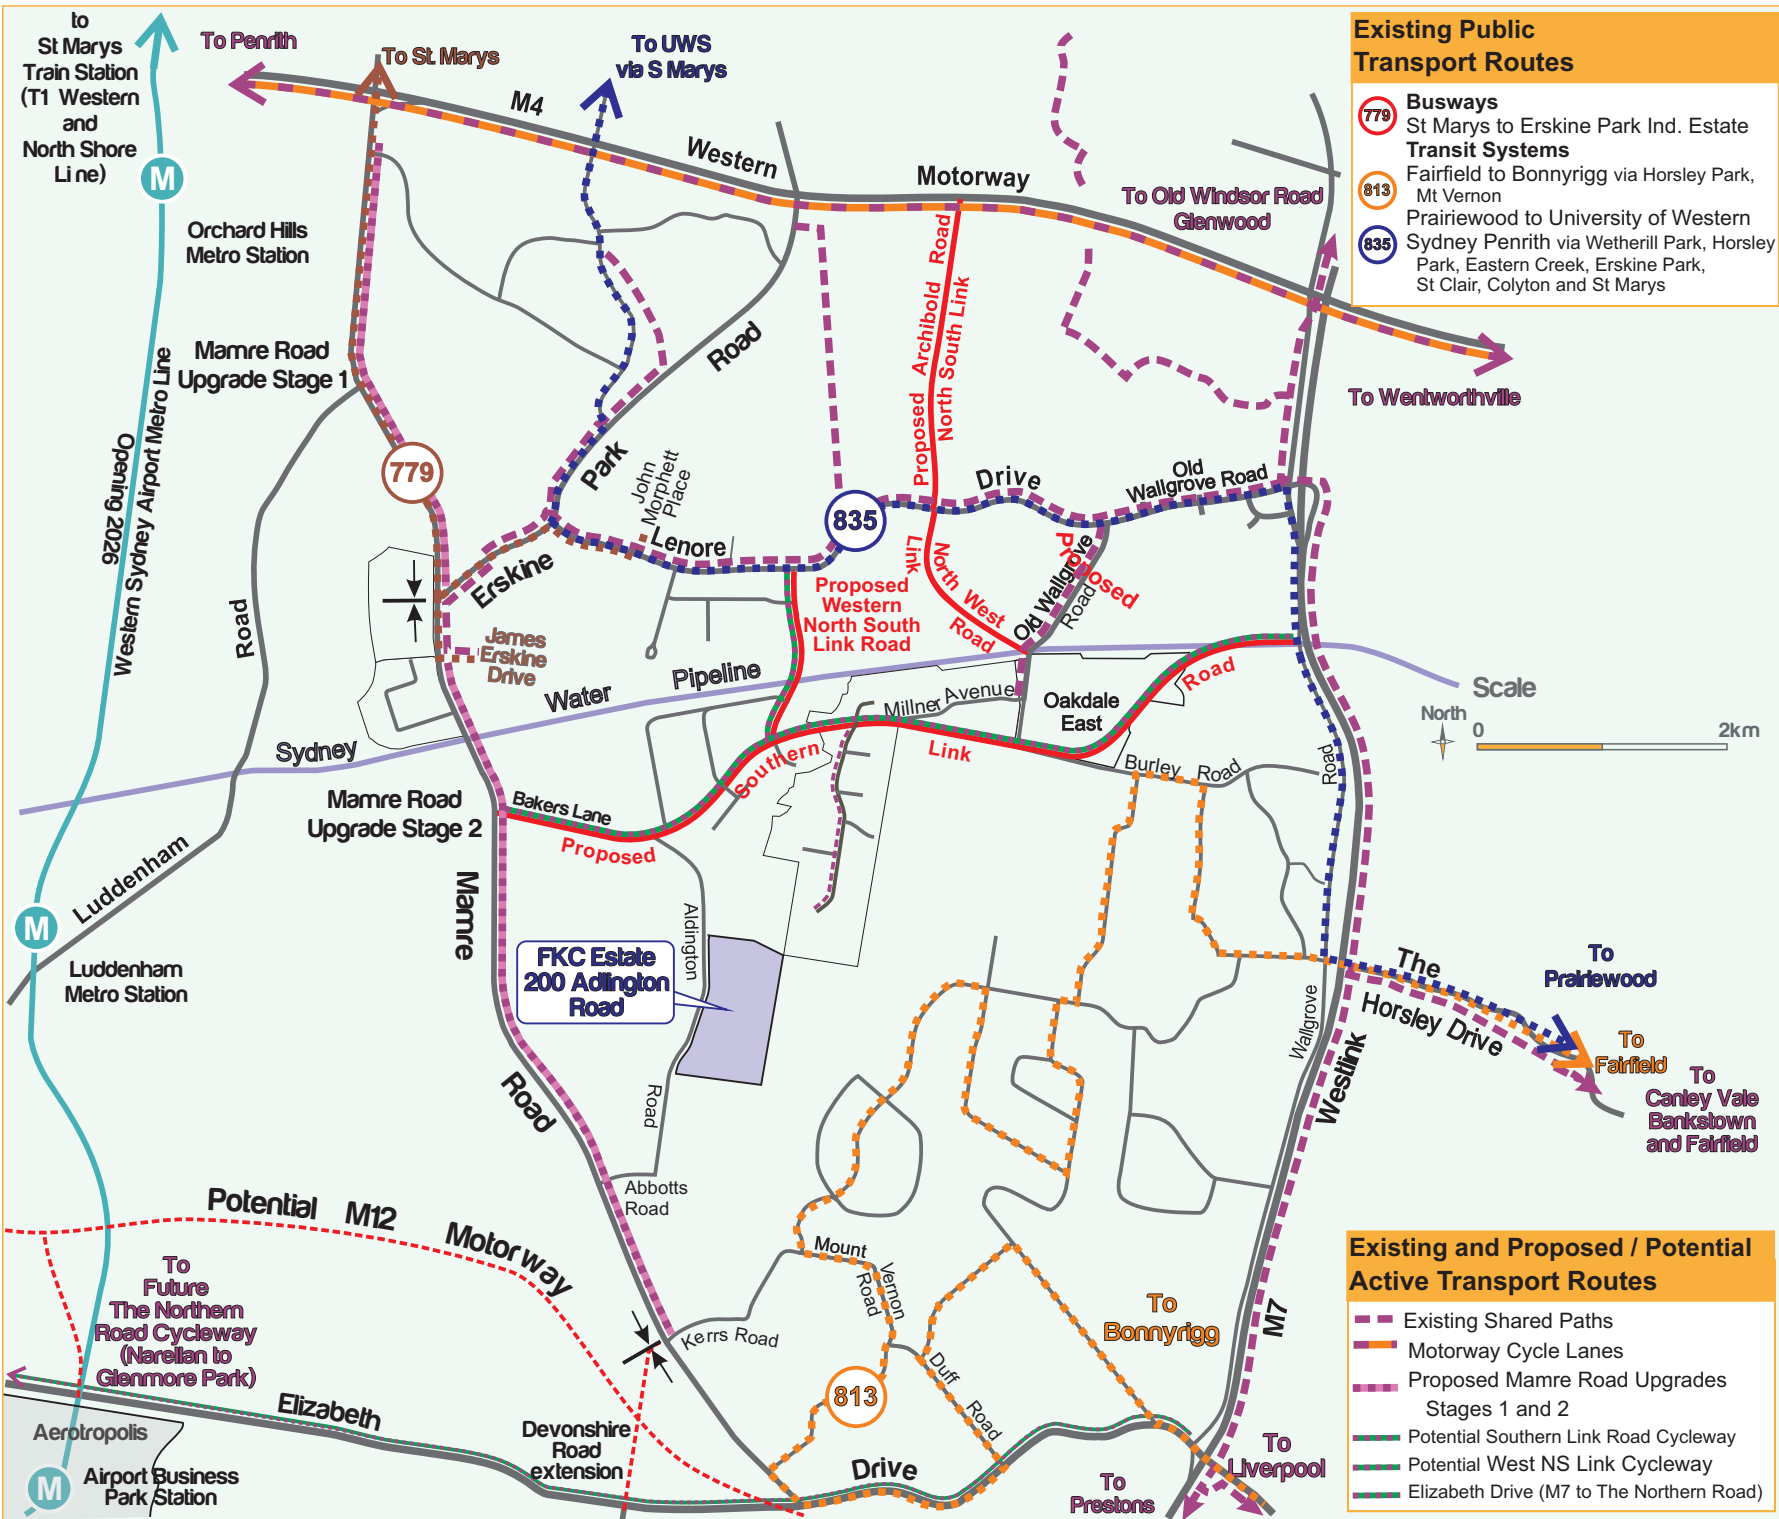 to
St Marys
Train Station
(T1 Western
and
North Shore
Line)
M
To Penrith
To St. Marys
To UWS
via S Marys
M4
Western
Motorway
Existing Public
Transport Routes
779
Busways
St Marys to Erskine Park Ind. Estate
Transit Systems
813
Fairfield to Bonnyrigg via Horsley Park,
Mt Vernon
Prairiewood to University of Western
835
Sydney Penrith via Wetherill Park, Horsley
Park, Eastern Creek, Erskine Park,
St Clair, Colyton and St Marys
To Old Windsor Road
Glenwood
To Wentworthville
Orchard Hills
Metro Station
Mamre Road
Upgrade Stage 1
Opening 2026
Western Sydney Airport Metro Line
779
Road
Park
Erskine
John
Morphett
Place
Lenore
835
Drive
Old
Wallgrove Road
Proposed Archibold Road
North South Link
Link
North West
Road
Proposed
Old Wallgrove
Road
Proposed
Western
North South
Link Road
James
Erskine
Drive
Road
Sydney
Water
Pipeline
Millner Avenue
Oakdale
East
Road
Scale
North
0
2km
Southern
Link
Burley Road
Road
Mamre Road
Upgrade Stage 2
Bakers Lane
Proposed
Luddenham
M
Luddenham
Metro Station
Mamre
Aldington
FKC Estate
200 Adlington
Road
Road
Road
Abbotts
Road
The
Horsley Drive
Wallgrove
Westlink
To
Prairiewood
To
Fairfield
To
Canley Vale
Bankstown
and Fairfield
Potential M12 Motorway
To
Future
The Northern
Road Cycleway
(Narellan to
Glenmore Park)
Kerrs Road
Mount
Vernon
Road
813
Duff
Road
To
Bonnyrigg
M7
Elizabeth
Devonshire
Road
extension
Drive
Aerotropolis
M
Airport Business
Park Station
To
Prestons
To
Liverpool
Existing and Proposed / Potential
Active Transport Routes
Existing Shared Paths
Motorway Cycle Lanes
Proposed Mamre Road Upgrades
Stages 1 and 2
Potential Southern Link Road Cycleway
Potential West NS Link Cycleway
Elizabeth Drive (M7 to The Northern Road)